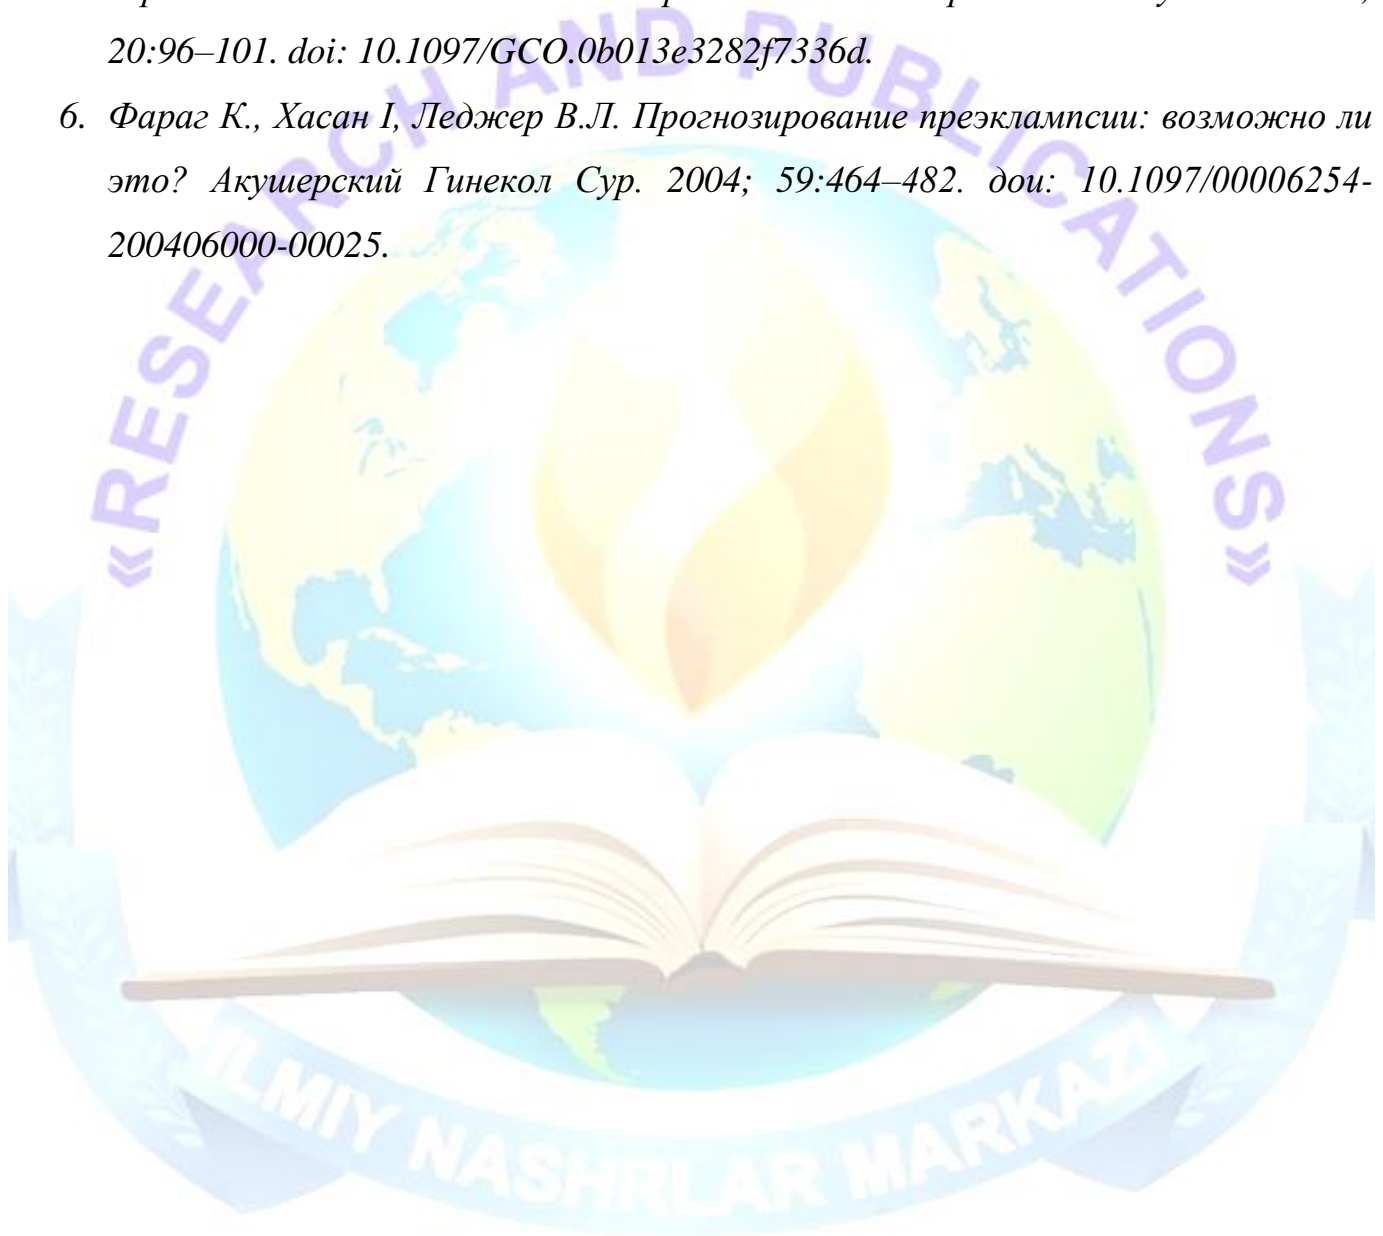 20:96–101. doi: 10.1097/GCO.0b013e3282f7336d.
6. Фараг К., Хасан I, Леджер В.Л. Прогнозирование преэклампсии: возможно ли
это? Акушерский Гинекол Сур. 2004; 59:464–482. дои: 10.1097/00006254-
200406000-00025.
«RESEARCH AND PUBLICATIONS»
ILMIY NASHRLAR MARKAZI